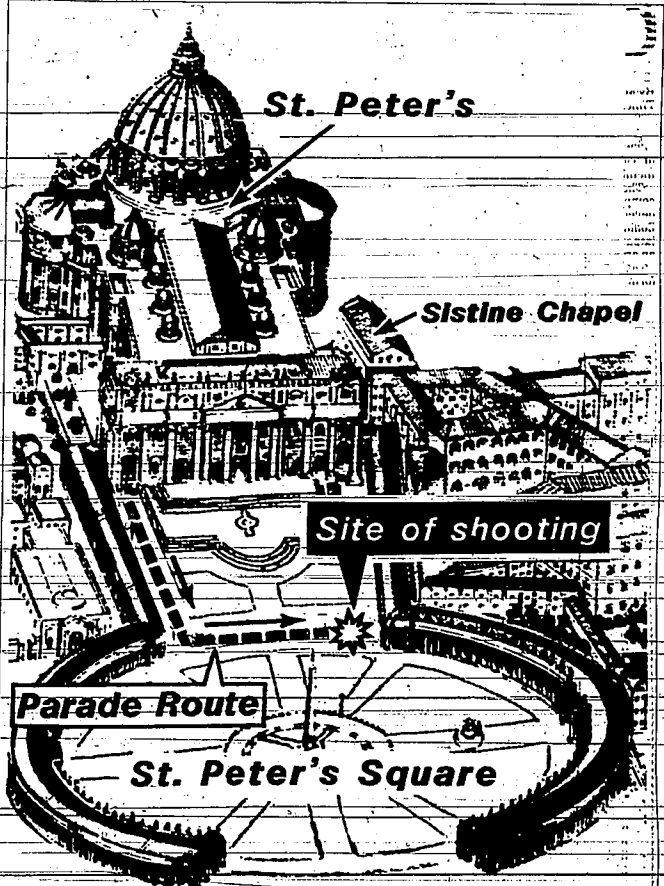 St. Peter's
Sistine Chapel
Site of shooting
Parade Route
St. Peter's Square